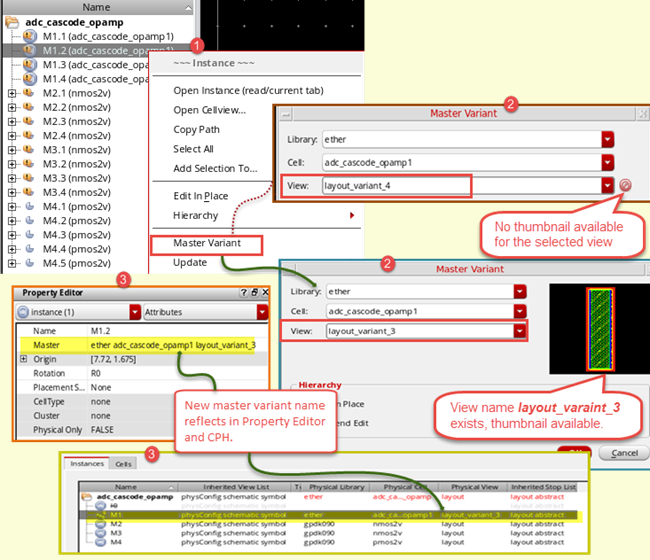 Name
adc_cascode_opamp
M1.1 (adc_cascode_opamp1)
M1.2 (adc_cascode_opamp1)
M1.3 (adc_cascode_o
M1.4 (adc_cascode_o
M2.1 (nmos2v)
M2.2 (nmos2v)
M2.3 (nmos2v)
M2.4 (nmos2v)
M3.1 (nmos2v)
M3.2 (nmos2v)
M3.3 (nmos2v)
M3.4 (nmos2v)
M4.1 (pmos2v)
M4.2 (pmos2v)
M4.3 (pmos2v)
M4.4 (pmos2v)
M4.5 (pmos2v)
1
~~~ Instance ~~~
Open Instance (read/current tab)
Open Cellview...
Copy Path
Select All
Add Selection To...
Edit In Place
Hierarchy
Master Variant
Update
2
Master Variant
Library: ether
Cell: adc_cascode_opamp1
View: layout_variant_4
No thumbnail available
for the selected view
2
Master Variant
Library: ether
Cell: adc_cascode_opamp1
View: layout_variant_3
Hierarchy
n Place
end Edit
Cancel
View name layout_varaint_3
exists, thumbnail available.
3
Property Editor
instance (1) Attributes
Name M1.2
Master ether adc_cascode_opamp1 layout_variant_3
Origin [7.72, 1.675]
Rotation R0
Placement S... None
CellType none
Cluster none
Physical Only FALSE
New master variant name
reflects in Property Editor
and CPH.
3
Instances Cells
Name Inherited View List Ti Physical Library Physical Cell Physical View Inherited Stop List
adc_cascode_opamp physConfig schematic symbol ether adc_ca..._opamp layout layout abstract
I0 physConfig schematic symbol layout layout abstract
M1 physConfig schematic symbol ether adc_ca...opamp1 layout_variant_3 layout abstract
M2 physConfig schematic symbol gpdk090 nmos2v layout layout abstract
M3 physConfig schematic symbol gpdk090 nmos2v layout layout abstract
M4 physConfig schematic symbol gpdk090 pmos2v layout layout abstract